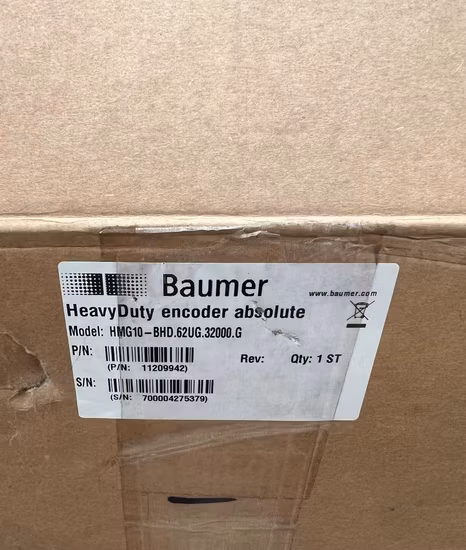 Baumer
www.baumer.com
HeavyDuty encoder absolute
Model: HMG10-BHD.62UG.32000.G
P/N:
Rev: Qty: 1 ST
(P/N: 11209942)
S/N:
(S/N: 700004275379)